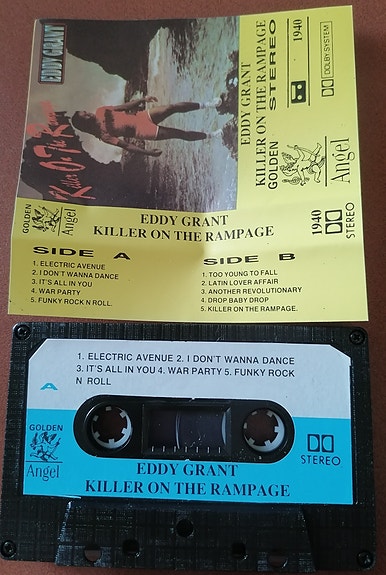 EDDY GRANT
Killer On The Rampage
EDDY GRANT
KILLER ON THE RAMPAGE
GOLDEN
STEREO
Angel
1940
DOLBY SYSTEM
GOLDEN
Angel
EDDY GRANT
KILLER ON THE RAMPAGE
1940
STEREO
SIDE A
1. ELECTRIC AVENUE
2. I DON'T WANNA DANCE
3. IT'S ALL IN YOU
4. WAR PARTY
5. FUNKY ROCK N ROLL.
SIDE B
1. TOO YOUNG TO FALL
2. LATIN LOVER AFFAIR
3. ANOTHER REVOLUTIONARY
4. DROP BABY DROP
5. KILLER ON THE RAMPAGE.
1. ELECTRIC AVENUE 2. I DON'T WANNA DANCE
3. IT'S ALL IN YOU 4. WAR PARTY 5. FUNKY ROCK
N ROLL
A
GOLDEN
Angel
STEREO
EDDY GRANT
KILLER ON THE RAMPAGE